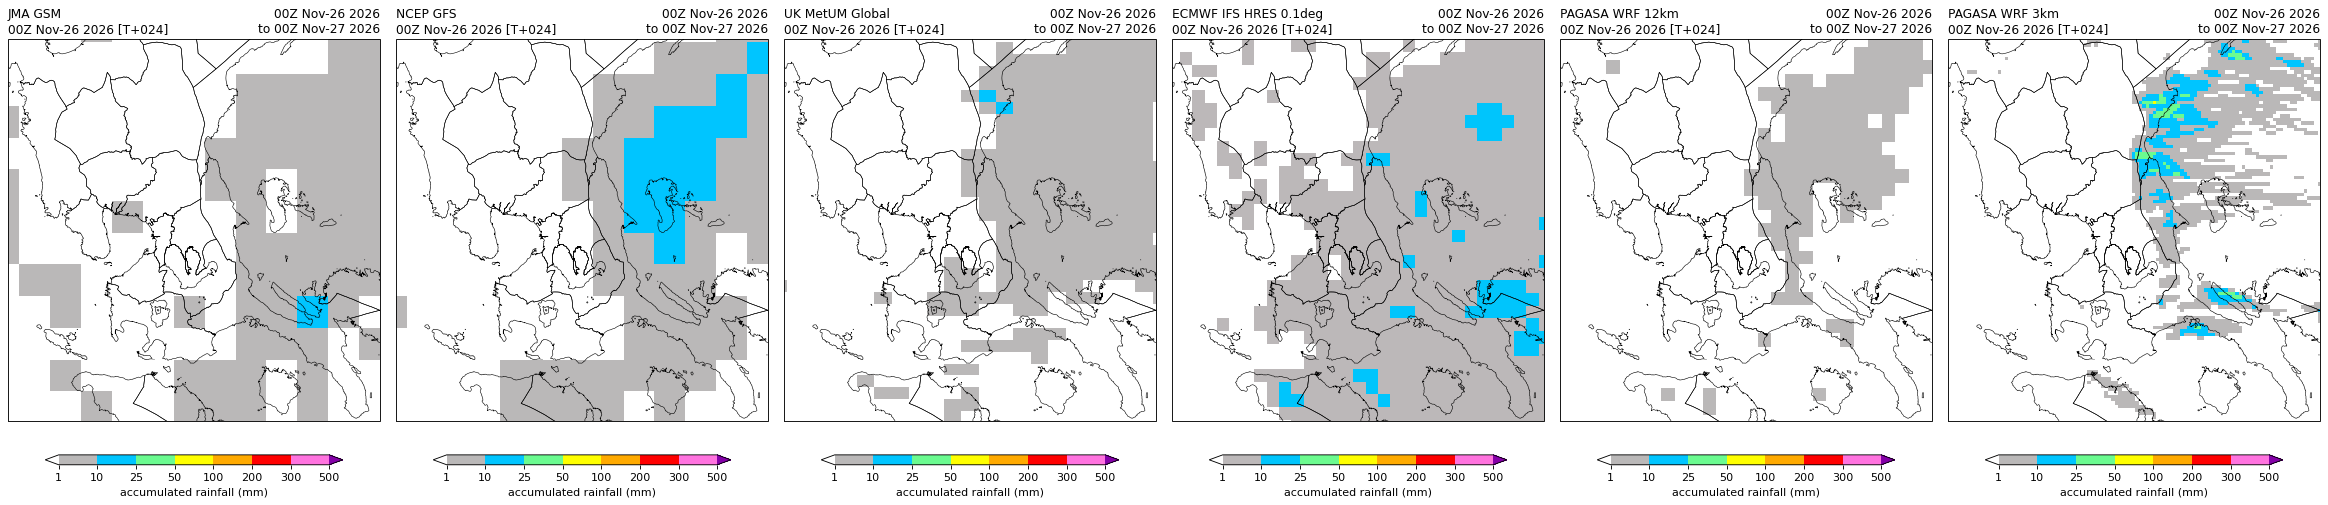 JMA GSM
00Z Nov-26 2026 [T+024]
00Z Nov-26 2026
to 00Z Nov-27 2026
1 10 25 50 100 200 300 500
accumulated rainfall (mm)
NCEP GFS
00Z Nov-26 2026 [T+024]
00Z Nov-26 2026
to 00Z Nov-27 2026
1 10 25 50 100 200 300 500
accumulated rainfall (mm)
UK MetUM Global
00Z Nov-26 2026 [T+024]
00Z Nov-26 2026
to 00Z Nov-27 2026
1 10 25 50 100 200 300 500
accumulated rainfall (mm)
ECMWF IFS HRES 0.1deg
00Z Nov-26 2026 [T+024]
00Z Nov-26 2026
to 00Z Nov-27 2026
1 10 25 50 100 200 300 500
accumulated rainfall (mm)
PAGASA WRF 12km
00Z Nov-26 2026 [T+024]
00Z Nov-26 2026
to 00Z Nov-27 2026
1 10 25 50 100 200 300 500
accumulated rainfall (mm)
PAGASA WRF 3km
00Z Nov-26 2026 [T+024]
00Z Nov-26 2026
to 00Z Nov-27 2026
1 10 25 50 100 200 300 500
accumulated rainfall (mm)